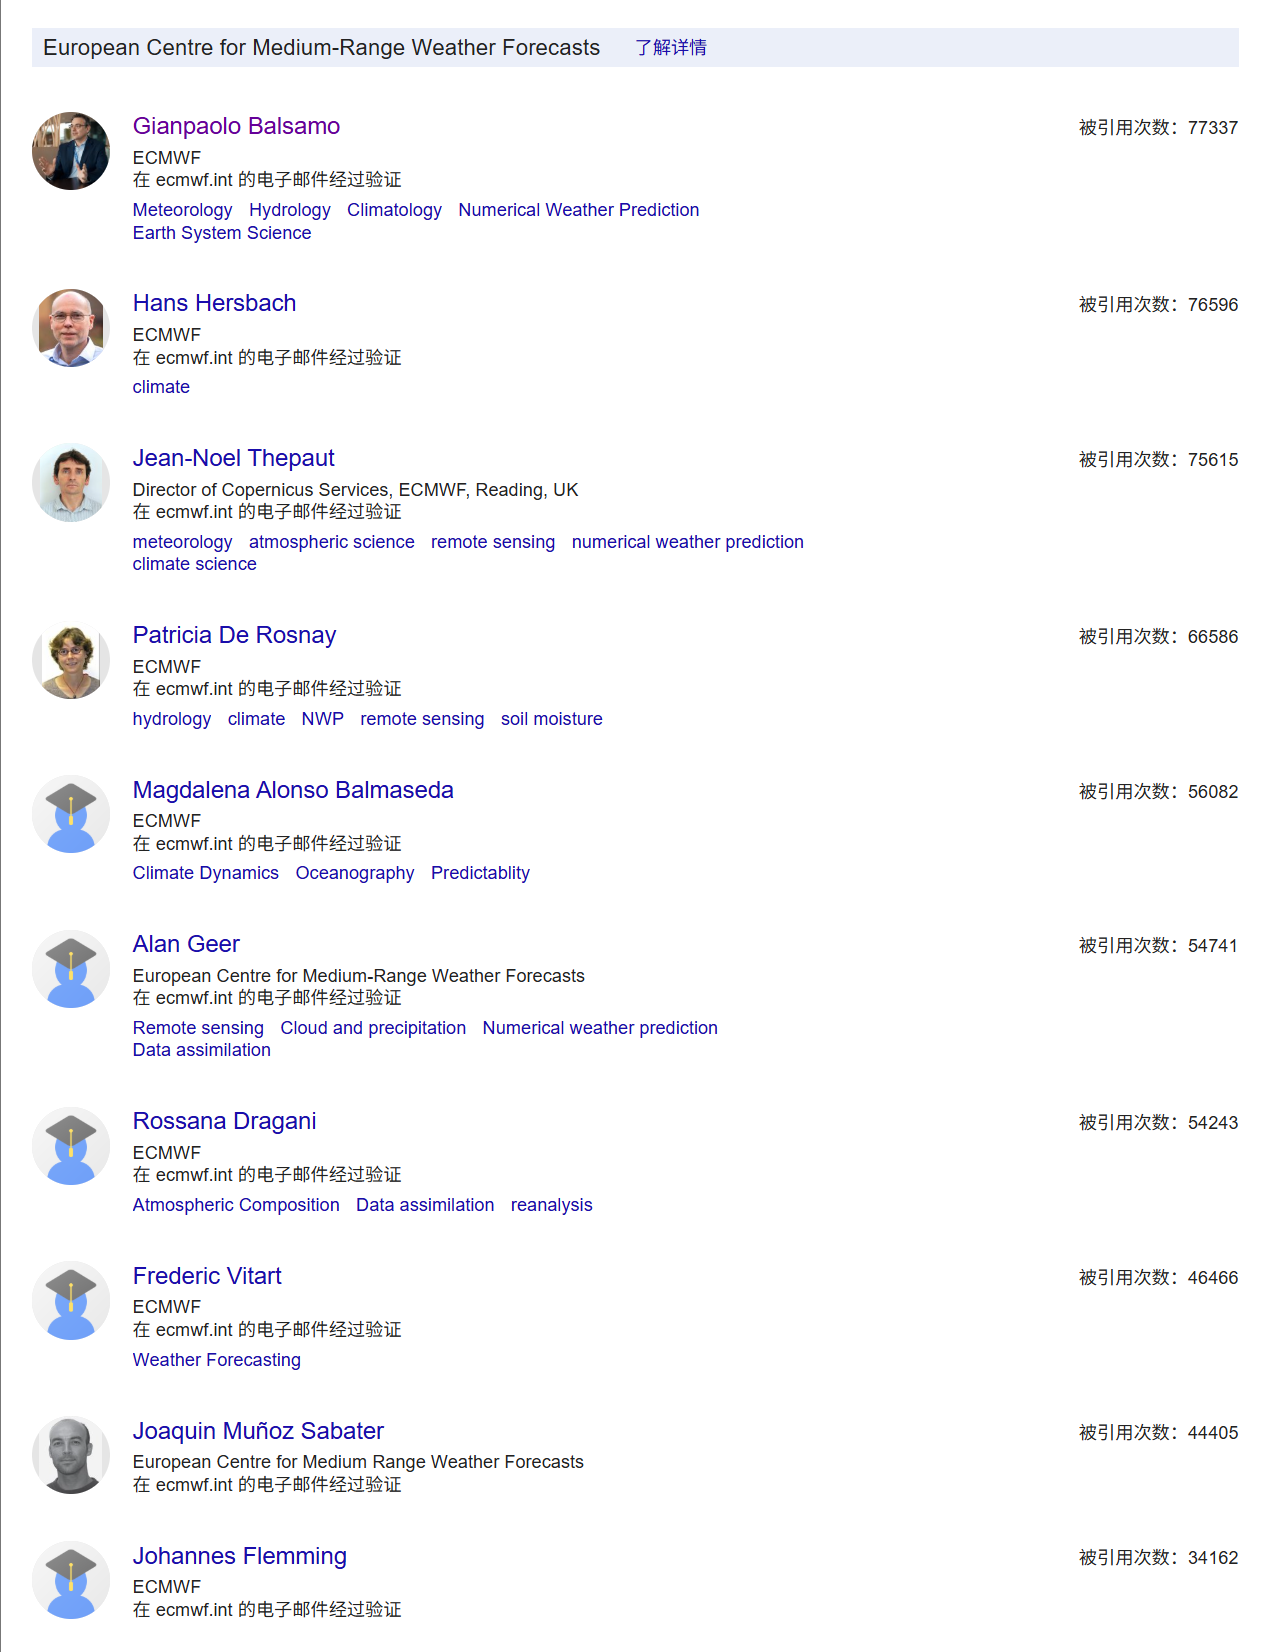 European Centre for Medium-Range Weather Forecasts 了解详情
Gianpaolo Balsamo 被引用次数：77337
ECMWF
在 ecmwf.int 的电子邮件经过验证
Meteorology Hydrology Climatology Numerical Weather Prediction
Earth System Science
Hans Hersbach 被引用次数：76596
ECMWF
在 ecmwf.int 的电子邮件经过验证
climate
Jean-Noel Thepaut 被引用次数：75615
Director of Copernicus Services, ECMWF, Reading, UK
在 ecmwf.int 的电子邮件经过验证
meteorology atmospheric science remote sensing numerical weather prediction
climate science
Patricia De Rosnay 被引用次数：66586
ECMWF
在 ecmwf.int 的电子邮件经过验证
hydrology climate NWP remote sensing soil moisture
Magdalena Alonso Balmaseda 被引用次数：56082
ECMWF
在 ecmwf.int 的电子邮件经过验证
Climate Dynamics Oceanography Predictablity
Alan Geer 被引用次数：54741
European Centre for Medium-Range Weather Forecasts
在 ecmwf.int 的电子邮件经过验证
Remote sensing Cloud and precipitation Numerical weather prediction
Data assimilation
Rossana Dragani 被引用次数：54243
ECMWF
在 ecmwf.int 的电子邮件经过验证
Atmospheric Composition Data assimilation reanalysis
Frederic Vitart 被引用次数：46466
ECMWF
在 ecmwf.int 的电子邮件经过验证
Weather Forecasting
Joaquin Muñoz Sabater 被引用次数：44405
European Centre for Medium Range Weather Forecasts
在 ecmwf.int 的电子邮件经过验证
Johannes Flemming 被引用次数：34162
ECMWF
在 ecmwf.int 的电子邮件经过验证